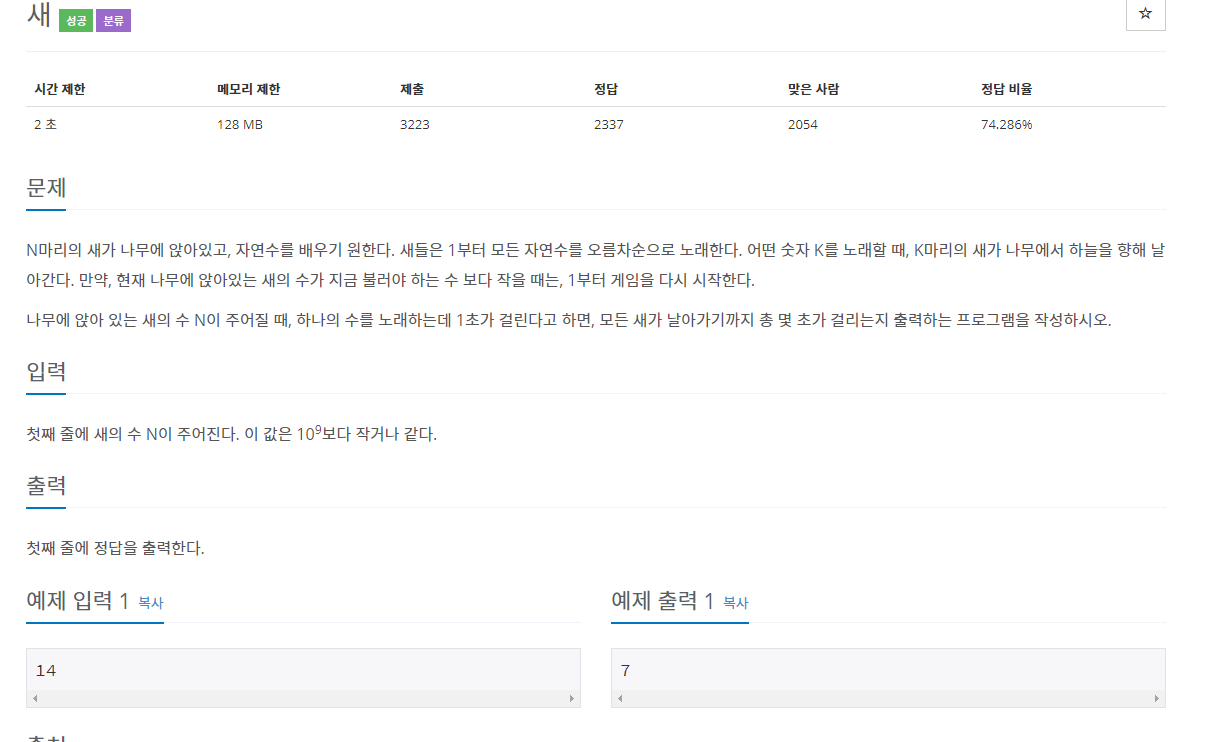 새 성공 분류
☆
시간 제한 메모리 제한 제출 정답 맞은 사람 정답 비율
2 초 128 MB 3223 2337 2054 74.286%
문제
N마리의 새가 나무에 앉아있고, 자연수를 배우기 원한다. 새들은 1부터 모든 자연수를 오름차순으로 노래한다. 어떤 숫자 K를 노래할 때, K마리의 새가 나무에서 하늘을 향해 날
아간다. 만약, 현재 나무에 앉아있는 새의 수가 지금 불러야 하는 수 보다 작을 때는, 1부터 게임을 다시 시작한다.
나무에 앉아 있는 새의 수 N이 주어질 때, 하나의 수를 노래하는데 1초가 걸린다고 하면, 모든 새가 날아가기까지 총 몇 초가 걸리는지 출력하는 프로그램을 작성하시오.
입력
첫째 줄에 새의 수 N이 주어진다. 이 값은 10⁹보다 작거나 같다.
출력
첫째 줄에 정답을 출력한다.
예제 입력 1 복사
14
예제 출력 1 복사
7